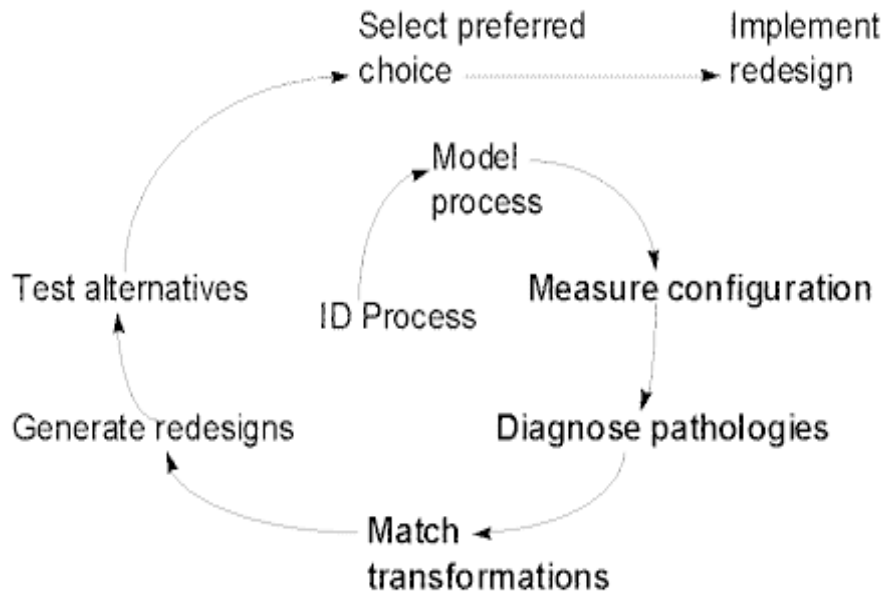 Select preferred
choice
Implement
redesign
Model
process
Test alternatives
ID Process
Measure configuration
Generate redesigns
Diagnose pathologies
Match
transformations